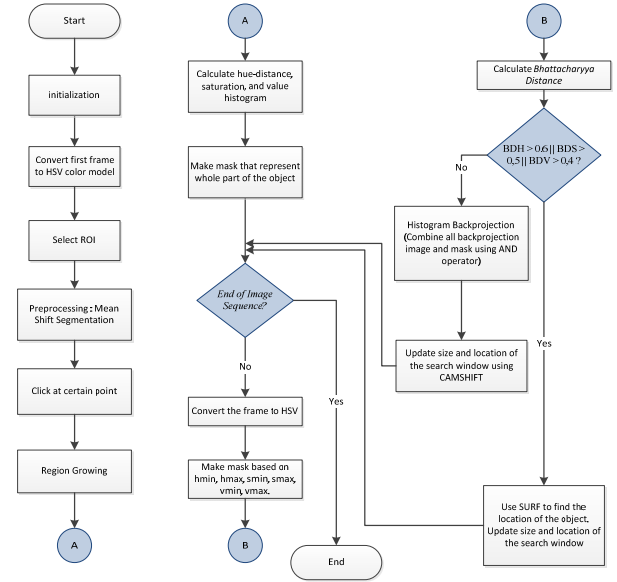 Start
initialization
Convert first frame
to HSV color model
Select ROI
Preprocessing: Mean
Shift Segmentation
Click at certain point
Region Growing
A
A
Calculate hue-distance,
saturation, and value
histogram
Make mask that represent
whole part of the object
End of Image
Sequence?
No
Yes
Convert the frame to HSV
Make mask based on
hmin, hmax, smin, smax,
vmin, vmax.
B
End
B
Calculate Bhattacharyya
Distance
BDH > 0.6 || BDS >
0,5 || BDV > 0,4 ?
No
Histogram Backprojection
(Combine all backprojection
image and mask using AND
operator)
Update size and location of
the search window using
CAMSHIFT
Yes
Use SURF to find the
location of the object.
Update size and location of
the search window